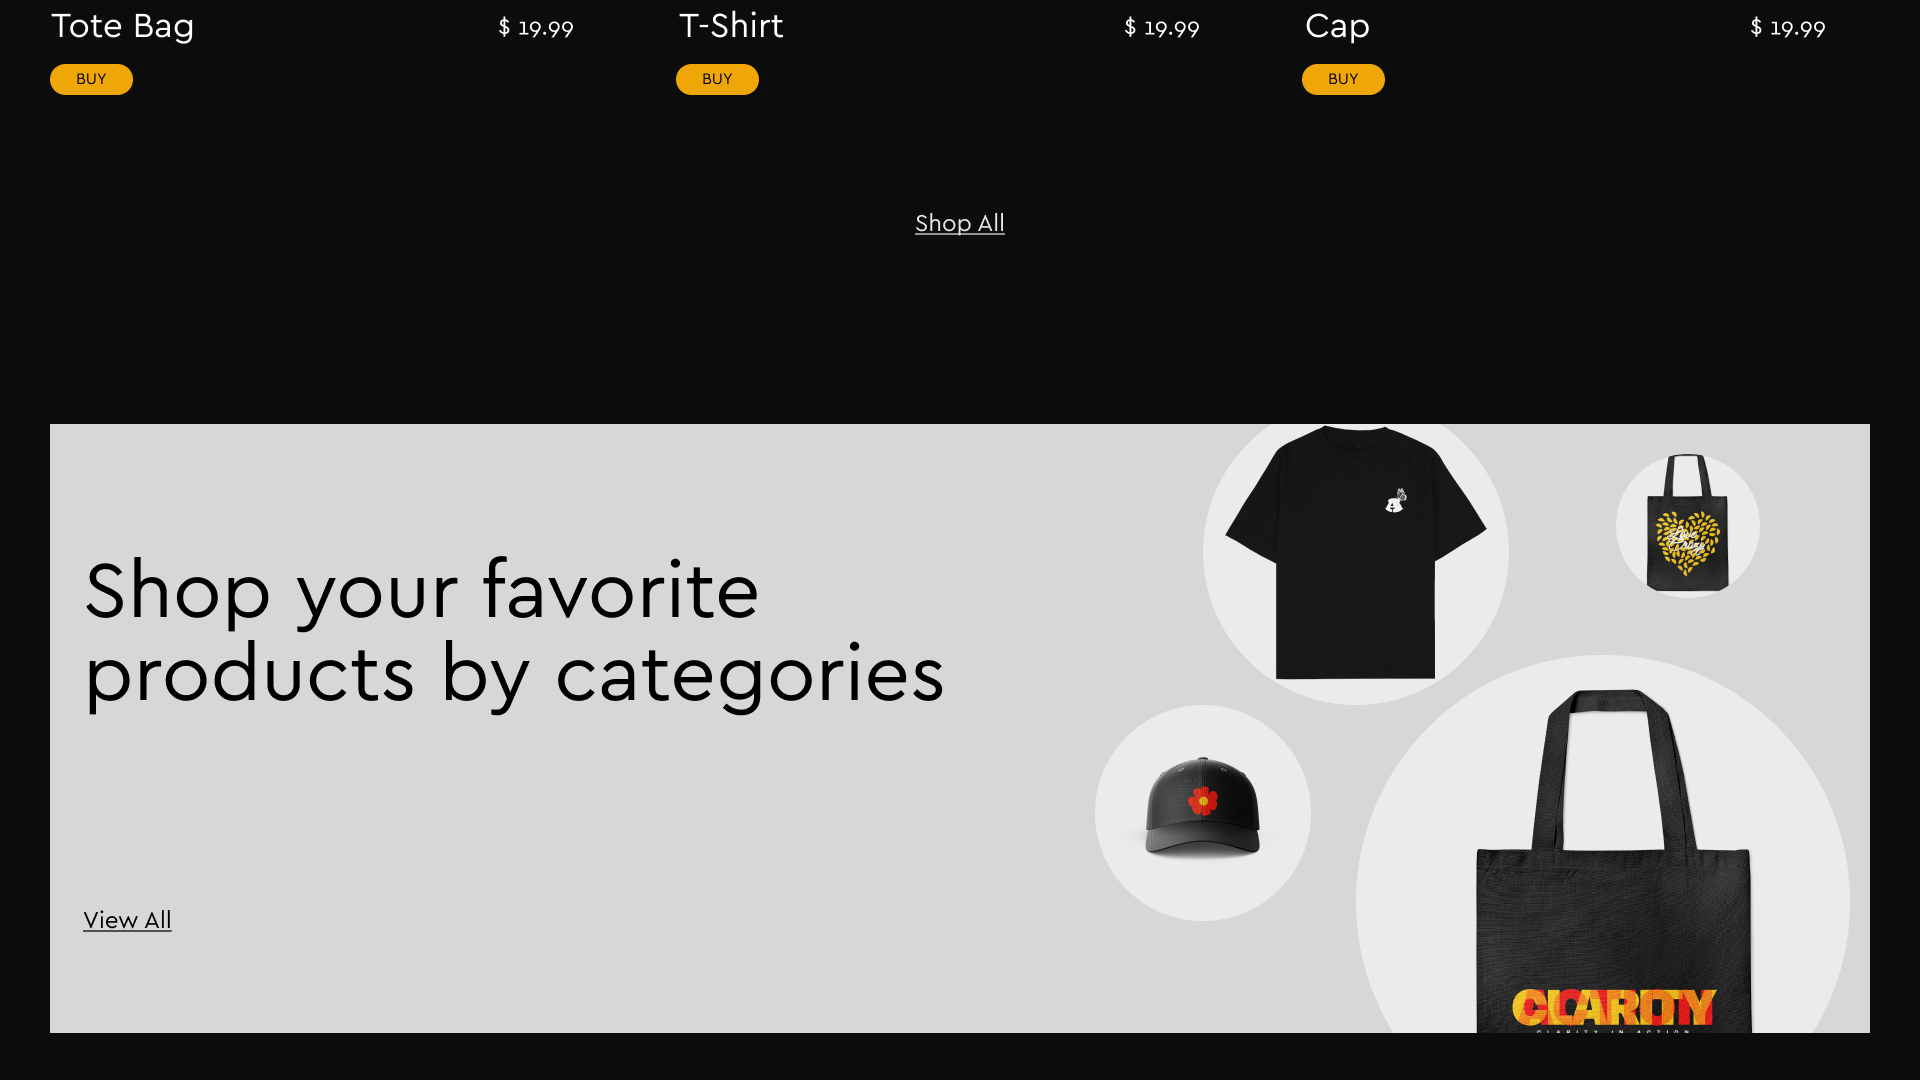 Tote Bag
$ 19.99
T-Shirt
$ 19.99
Cap
$ 19.99
BUY
BUY
BUY
Shop All
Shop your favorite
products by categories
View All
CLARITY IN ACTION